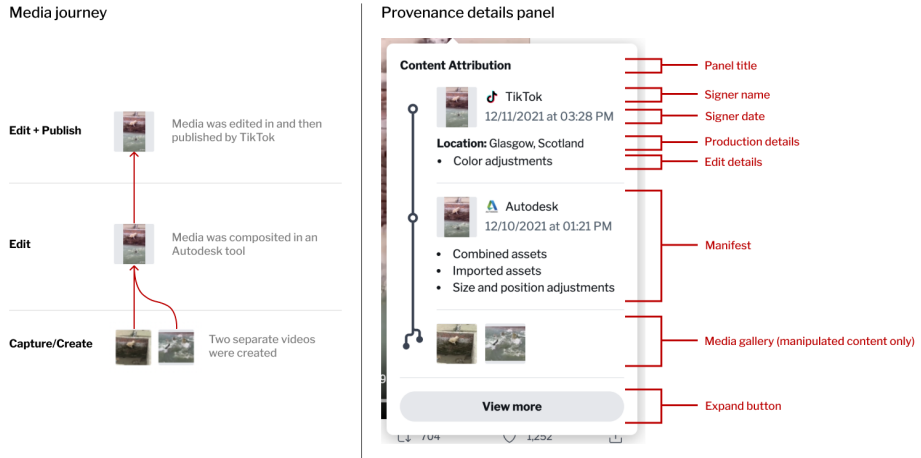 Media journey
Edit + Publish
Media was edited in and then
published by TikTok
Edit
Media was composited in an
Autodesk tool
Capture/Create
Two separate videos
were created
Provenance details panel
Content Attribution
TikTok
12/11/2021 at 03:28 PM
Location: Glasgow, Scotland
• Color adjustments
Autodesk
12/10/2021 at 01:21 PM
• Combined assets
• Imported assets
• Size and position adjustments
View more
9
704
1,252
Panel title
Signer name
Signer date
Production details
Edit details
Manifest
Media gallery (manipulated content only)
Expand button